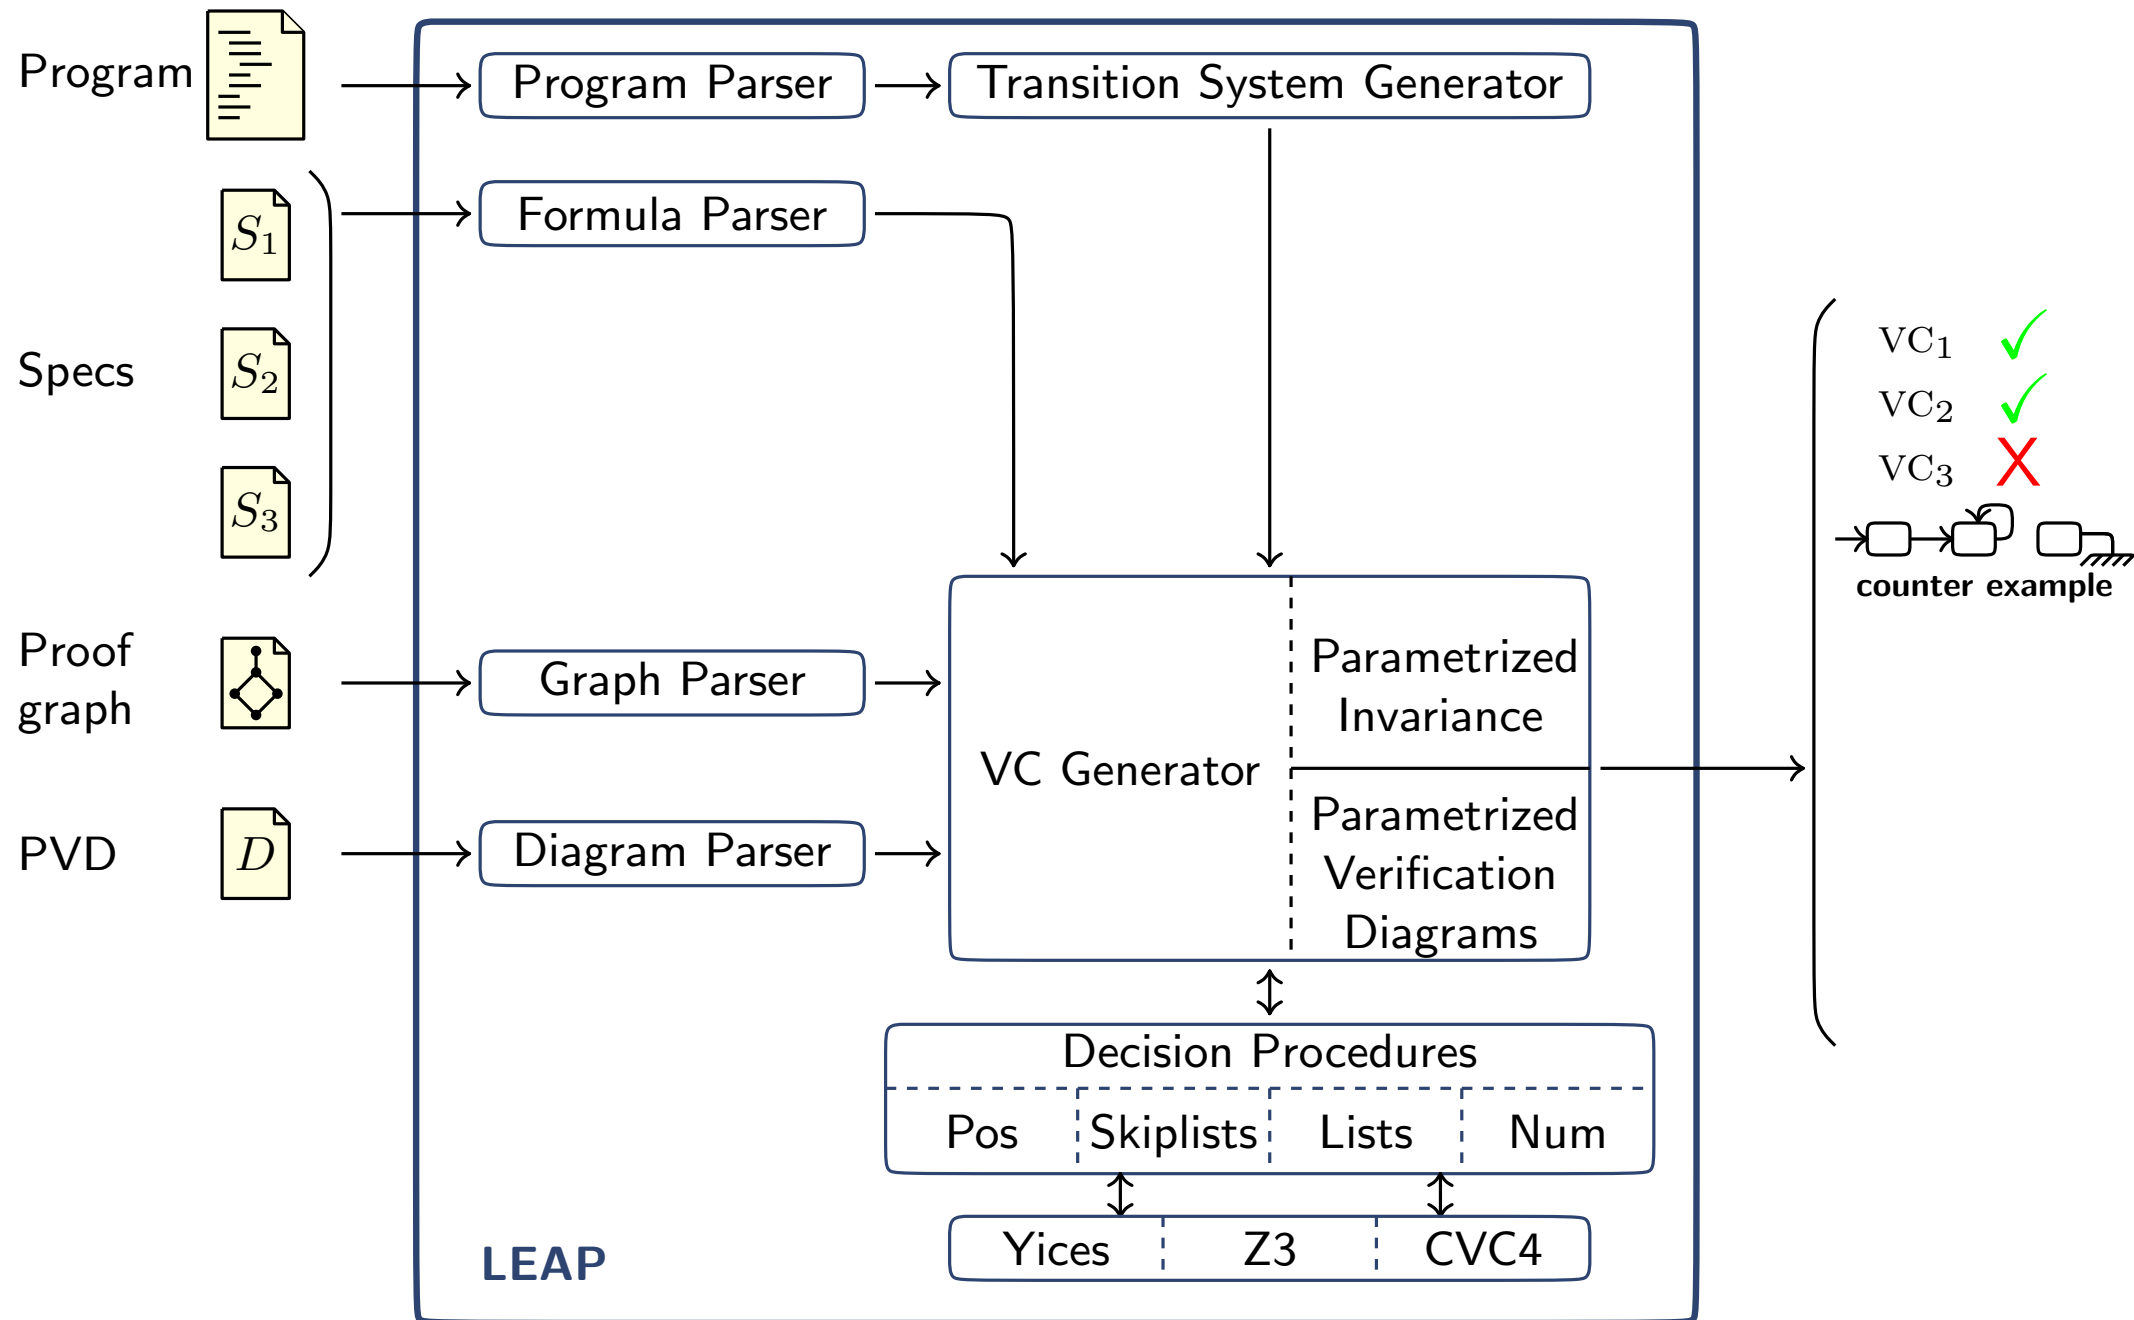 Program
Program Parser
Transition System Generator
S₁
Formula Parser
Specs
S₂
S₃
VC₁
VC₂
VC₃
X
counter example
Proof
graph
Graph Parser
VC Generator
Parametrized
Invariance
Parametrized
Verification
Diagrams
PVD
D
Diagram Parser
Decision Procedures
Pos
Skiplists
Lists
Num
Yices
Z3
CVC4
LEAP